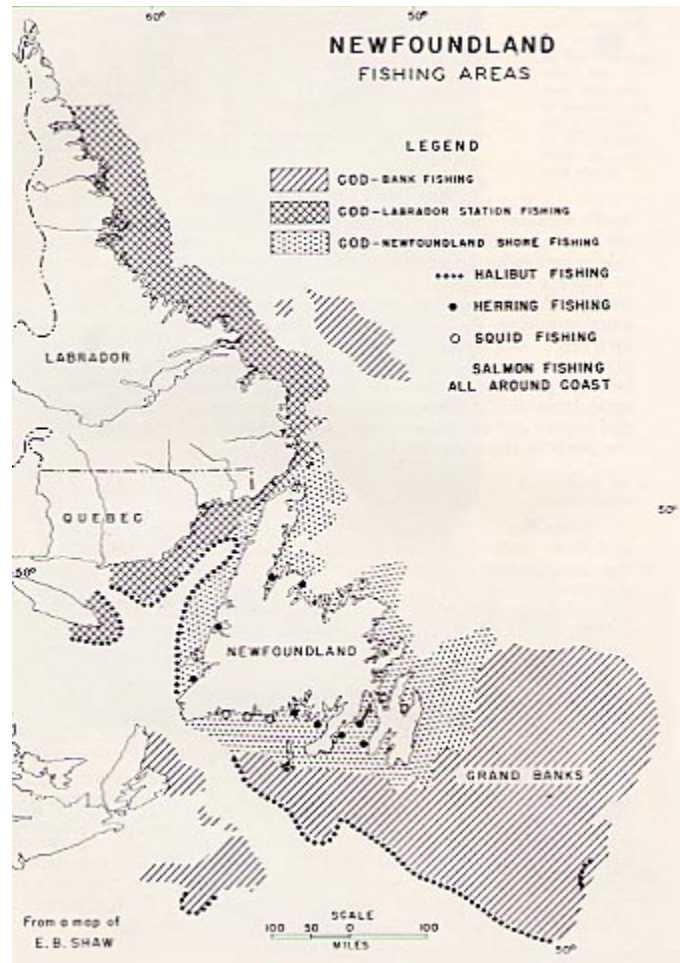 60° 50°
NEWFOUNDLAND
FISHING AREAS
LEGEND
COD-BANK FISHING
COD-LABRADOR STATION FISHING
COD-NEWFOUNDLAND SHORE FISHING
HALIBUT FISHING
HERRING FISHING
SQUID FISHING
SALMON FISHING
ALL AROUND COAST
LABRADOR
QUEBEC
50°
50°
NEWFOUNDLAND
GRAND BANKS
From a map of
E. B. SHAW
SCALE
100 50 0 100
MILES
50°